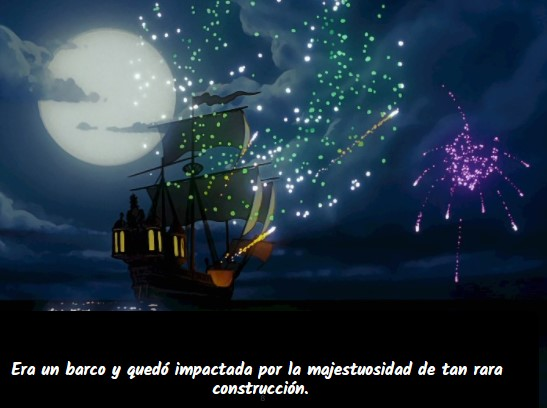 Era un barco y quedó impactada por la majestuosidad de tan rara
construcción.